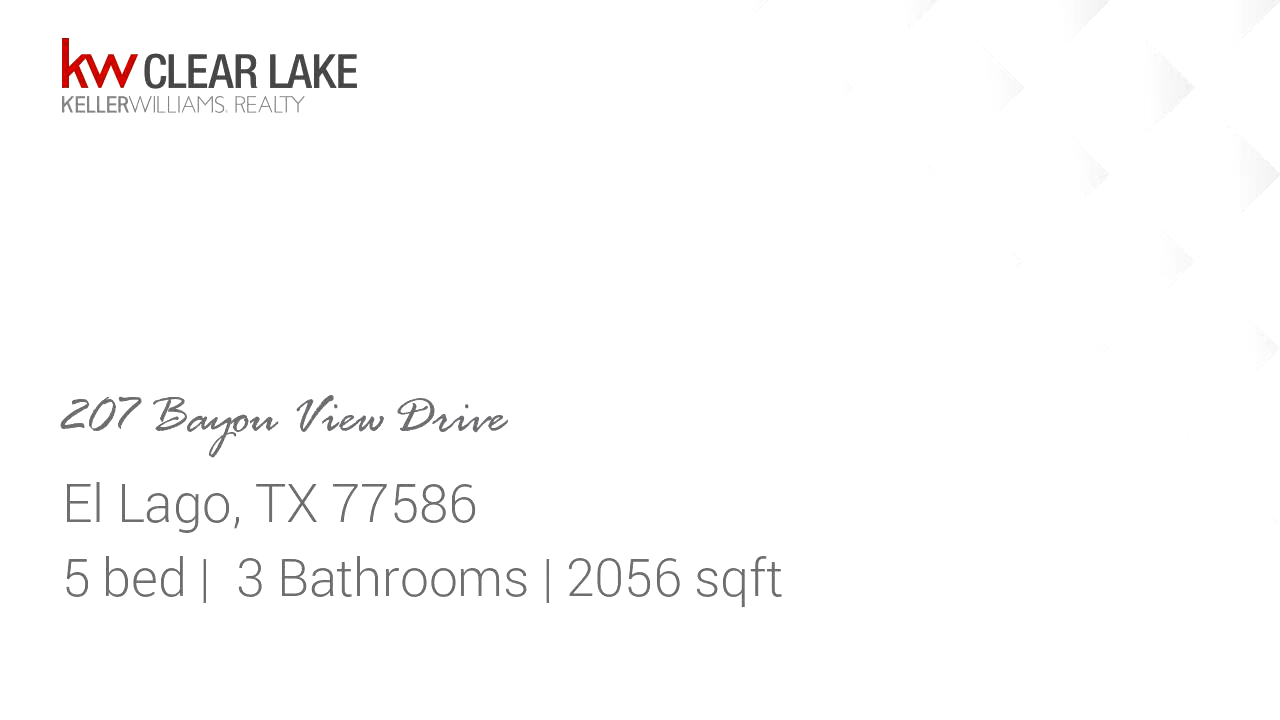 kw CLEAR LAKE
KELLERWILLIAMS. REALTY
207 Bayou View Drive
El Lago, TX 77586
5 bed | 3 Bathrooms | 2056 sqft